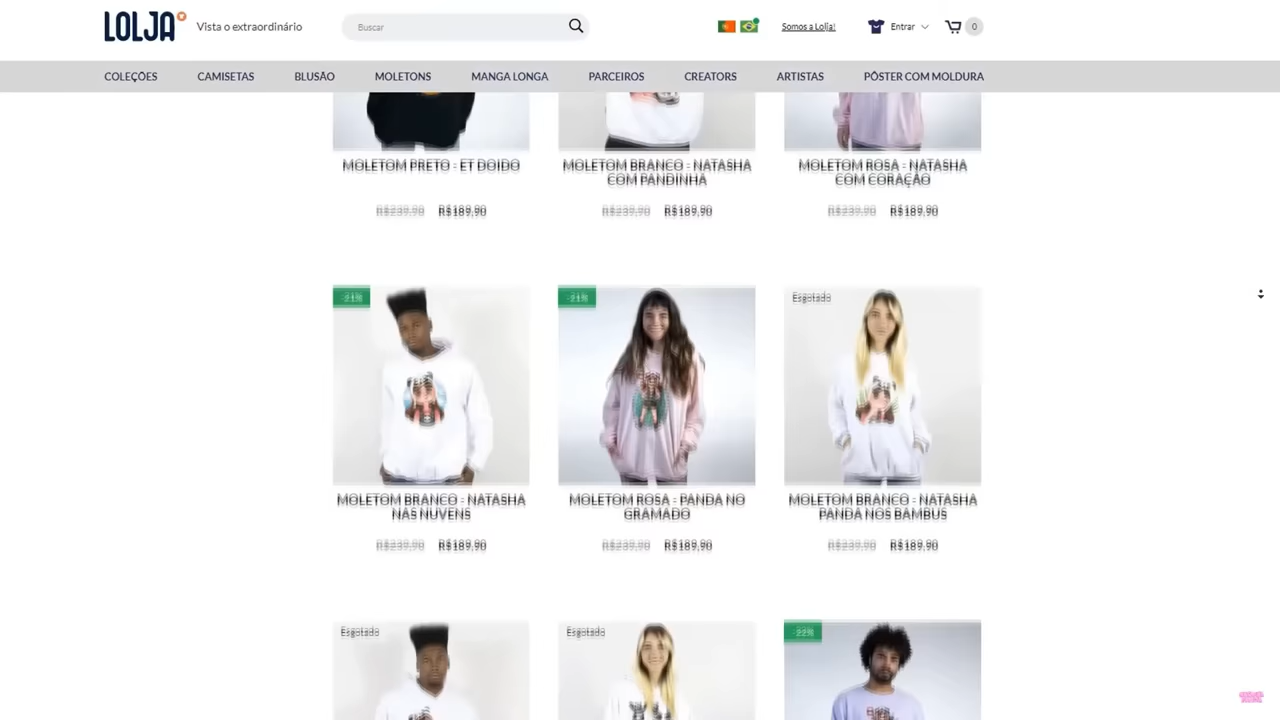 LOLJA
Vista o extraordinário
Buscar
Somos a Lolja!
Entrar
0
COLEÇÕES
CAMISETAS
BLUSÃO
MOLETONS
MANGA LONGA
PARCEIROS
CREATORS
ARTISTAS
PÔSTER COM MOLDURA
MOLETOM PRETO - ET DOIDO
R$239,90 R$189,90
MOLETOM BRANCO - NATASHA
COM PANDINHA
R$239,90 R$189,90
MOLETOM ROSA - NATASHA
COM CORAÇÃO
R$239,90 R$189,90
-21%
MOLETOM BRANCO - NATASHA
NAS NUVENS
R$239,90 R$189,90
-21%
MOLETOM ROSA - PANDA NO
GRAMADO
R$239,90 R$189,90
Esgotado
MOLETOM BRANCO - NATASHA
PANDA NOS BAMBUS
R$239,90 R$189,90
Esgotado
Esgotado
-22%